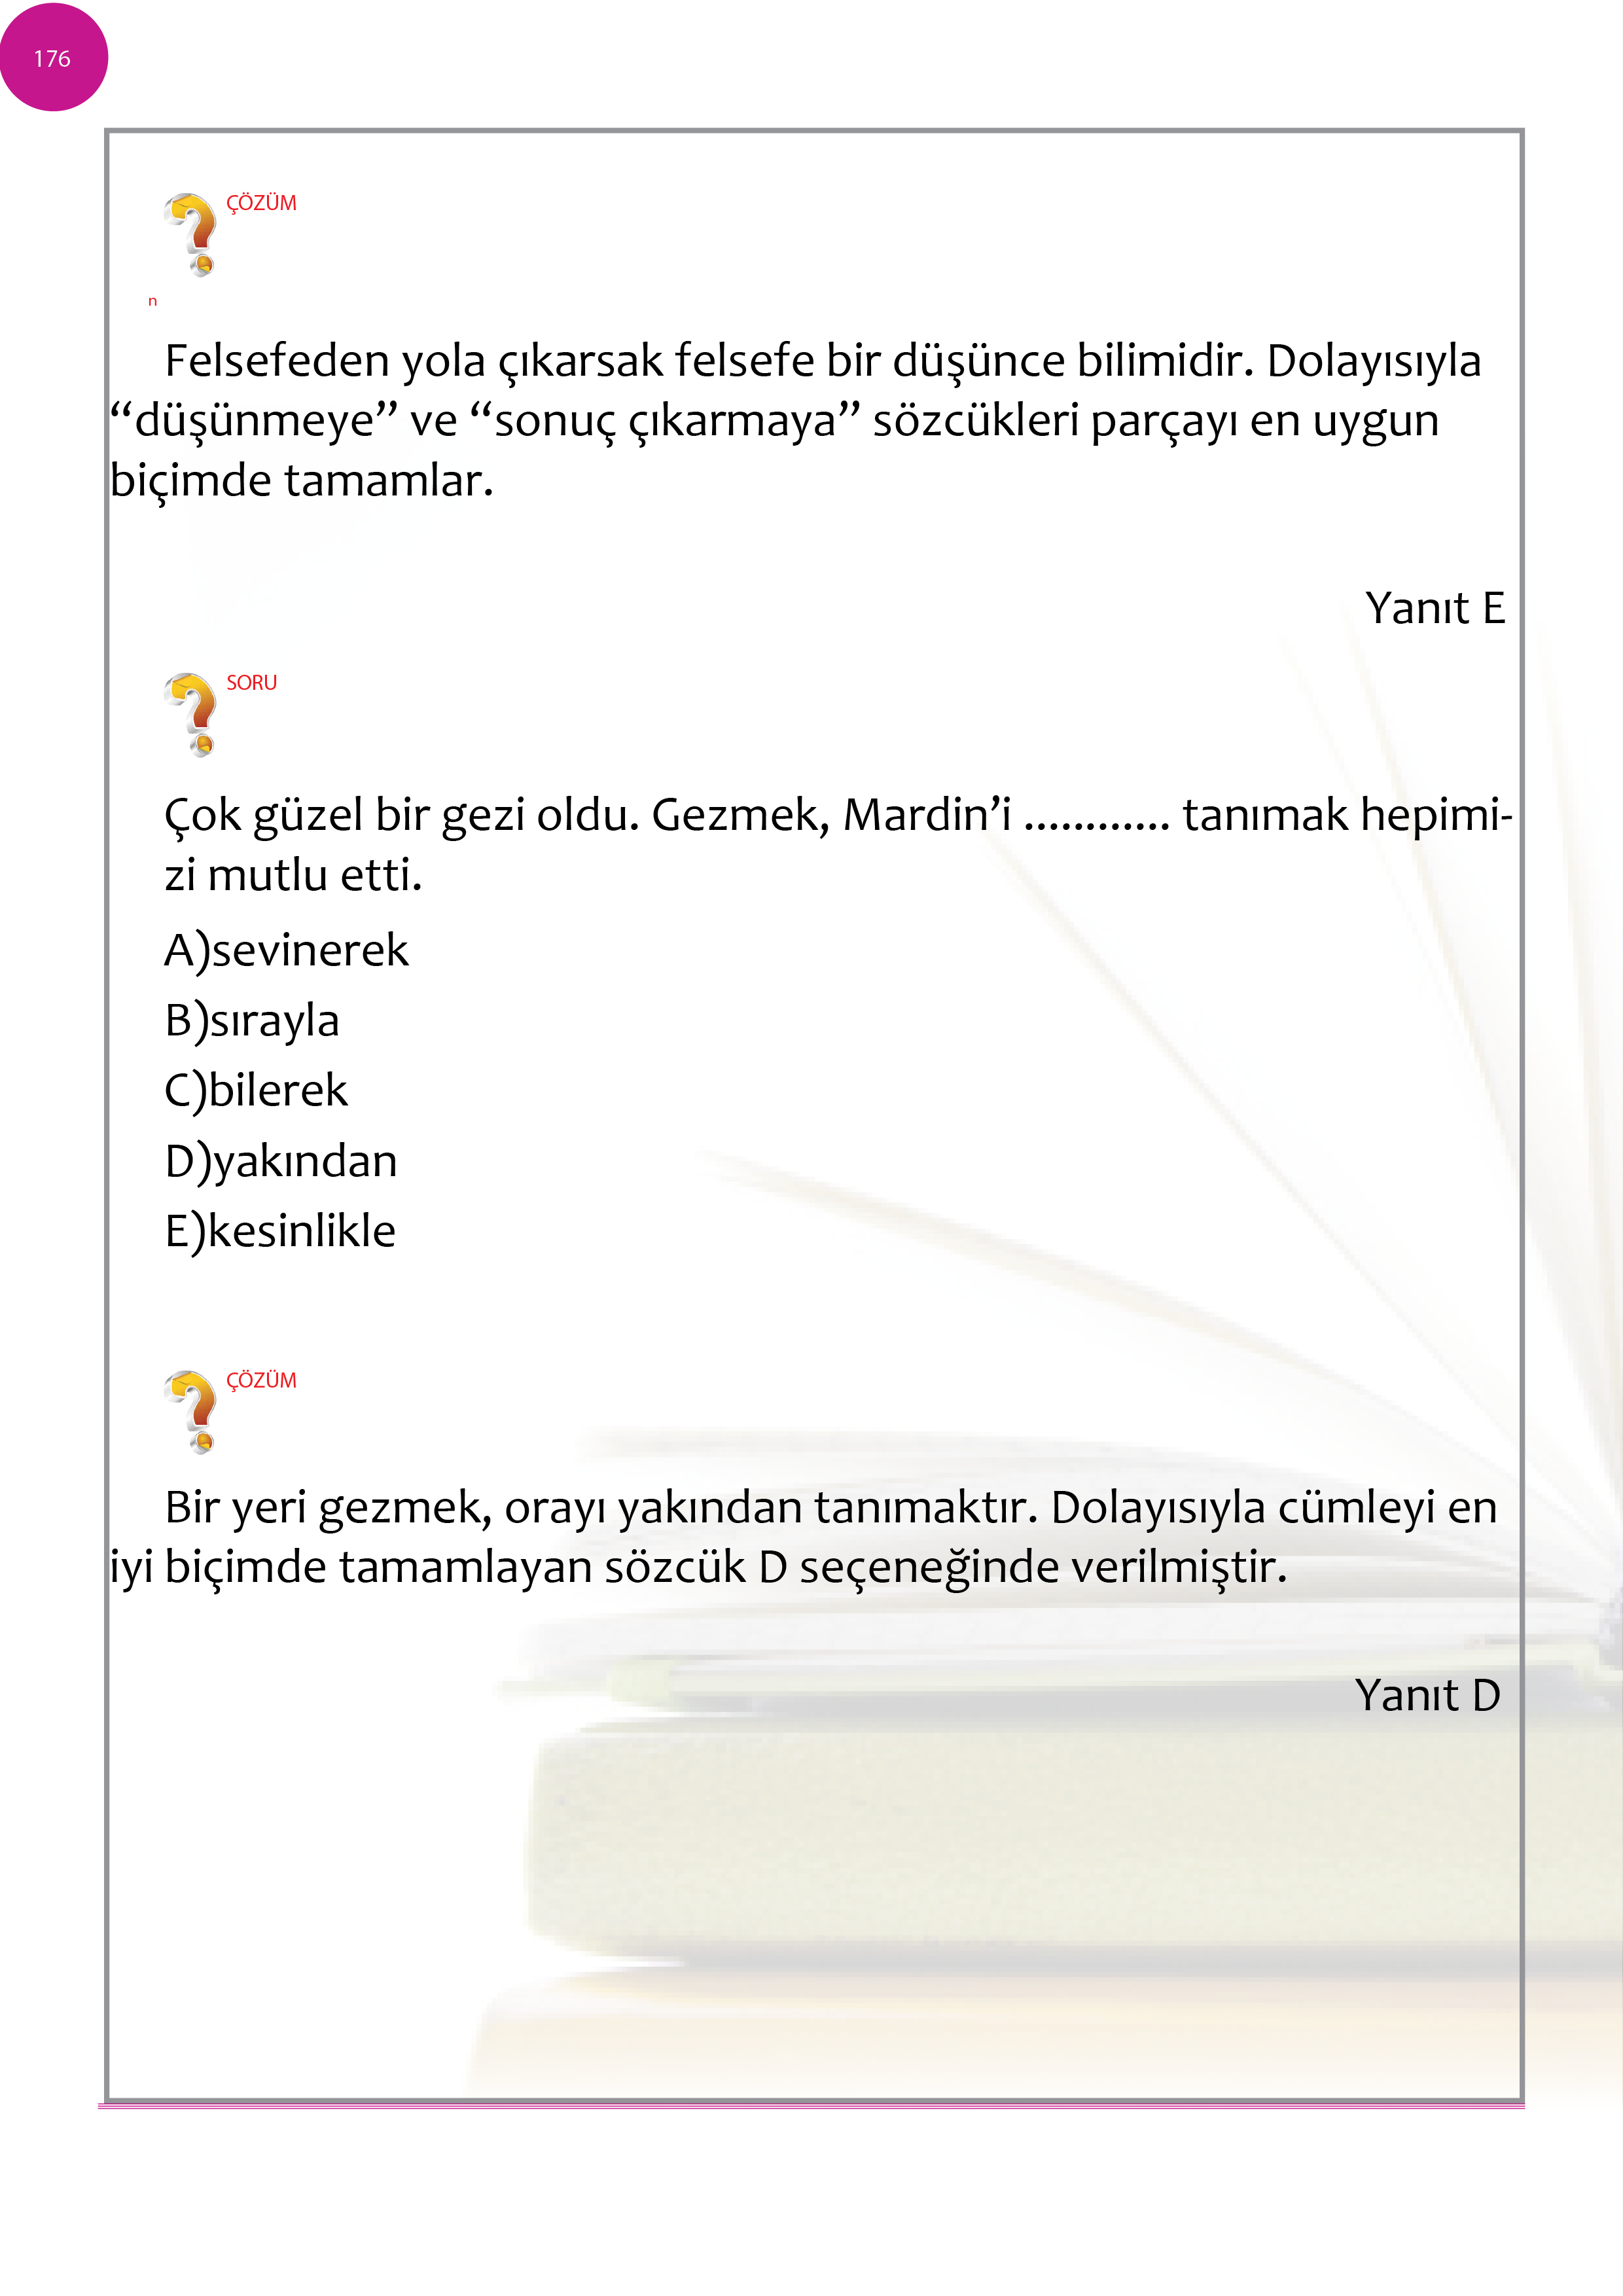 176
ÇÖZÜM
n
Felsefeden yola çıkarsak felsefe bir düşünce bilimidir. Dolayısıyla
“düşünmeye” ve “sonuç çıkarmaya” sözcükleri parçayı en uygun
biçimde tamamlar.
Yanıt E
SORU
Çok güzel bir gezi oldu. Gezmek, Mardin’i ............ tanımak hepimi-
zi mutlu etti.
A)sevinerek
B)sırayla
C)bilerek
D)yakından
E)kesinlikle
ÇÖZÜM
Bir yeri gezmek, orayı yakından tanımaktır. Dolayısıyla cümleyi en
iyi biçimde tamamlayan sözcük D seçeneğinde verilmiştir.
Yanıt D